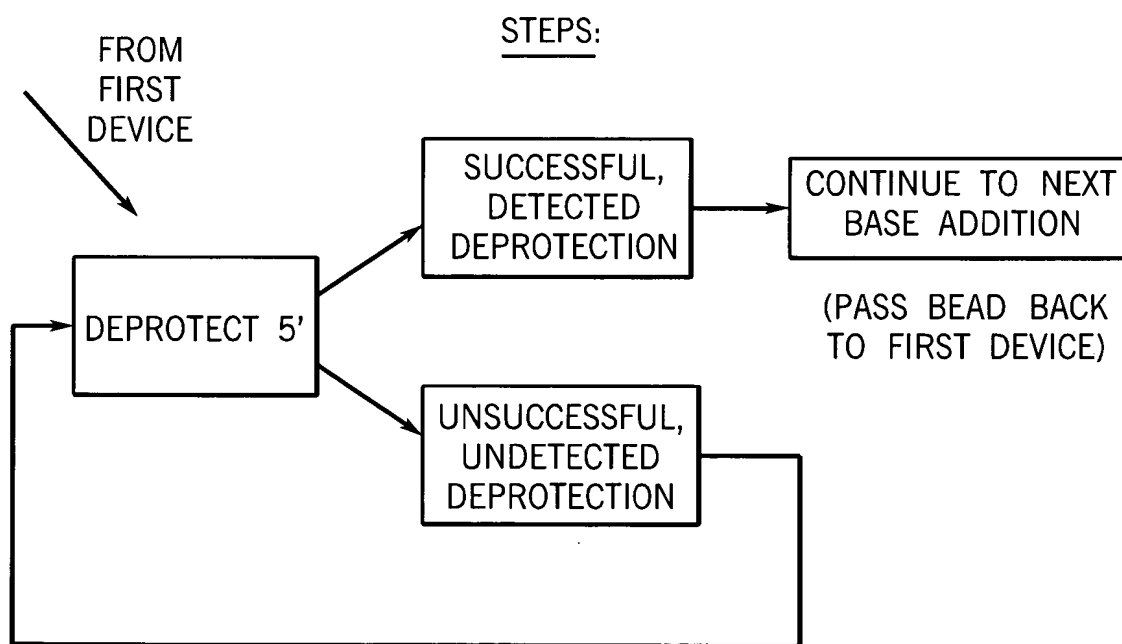 STEPS:
FROM
FIRST
DEVICE
DEPROTECT 5'
SUCCESSFUL,
DETECTED
DEPROTECTION
CONTINUE TO NEXT
BASE ADDITION
(PASS BEAD BACK
TO FIRST DEVICE)
UNSUCCESSFUL,
UNDETECTED
DEPROTECTION